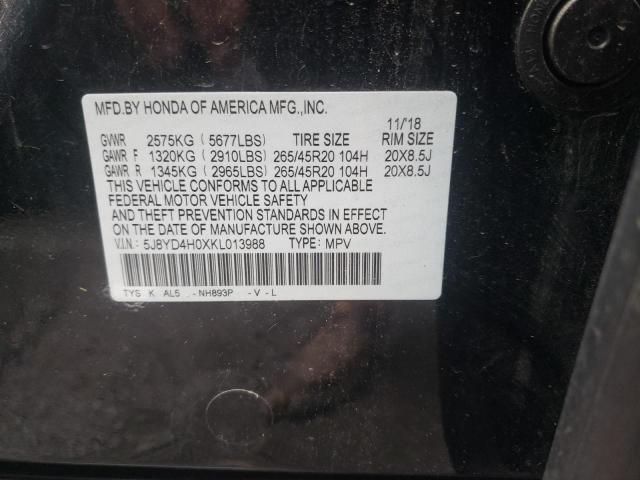 MFD.BY HONDA OF AMERICA MFG.,INC.
11/'18
GVWR 2575KG ( 5677LBS) TIRE SIZE RIM SIZE
GAWR F 1320KG ( 2910LBS) 265/45R20 104H 20X8.5J
GAWR R 1345KG ( 2965LBS) 265/45R20 104H 20X8.5J
THIS VEHICLE CONFORMS TO ALL APPLICABLE
FEDERAL MOTOR VEHICLE SAFETY
AND THEFT PREVENTION STANDARDS IN EFFECT
ON THE DATE OF MANUFACTURE SHOWN ABOVE.
V.I.N.: 5J8YD4H0XKL013988 TYPE: MPV
TYS K AL5 .- NH893P . -V-L